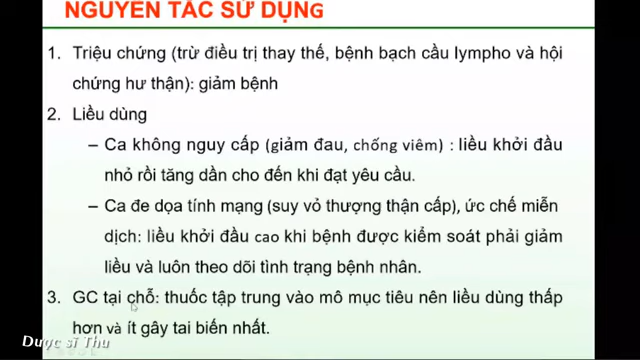 NGUYÊN TẮC SỬ DỤNG
1. Triệu chứng (trừ điều trị thay thế, bệnh bạch cầu lympho và hội
chứng hư thận): giảm bệnh
2. Liều dùng
– Ca không nguy cấp (giảm đau, chống viêm) : liều khởi đầu
nhỏ rồi tăng dần cho đến khi đạt yêu cầu.
– Ca đe dọa tính mạng (suy vỏ thượng thận cấp), ức chế miễn
dịch: liều khởi đầu cao khi bệnh được kiểm soát phải giảm
liều và luôn theo dõi tình trạng bệnh nhân.
3. GC tại chỗ: thuốc tập trung vào mô mục tiêu nên liều dùng thấp
hơn và ít gây tai biến nhất.
Dược sĩ Thu